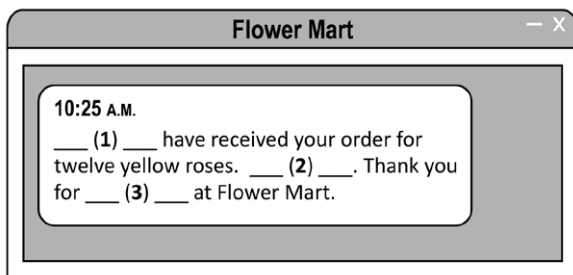 Flower Mart
– X
10:25 A.M.
___ (1) ___ have received your order for
twelve yellow roses. ___ (2) ___. Thank you
for ___ (3) ___ at Flower Mart.